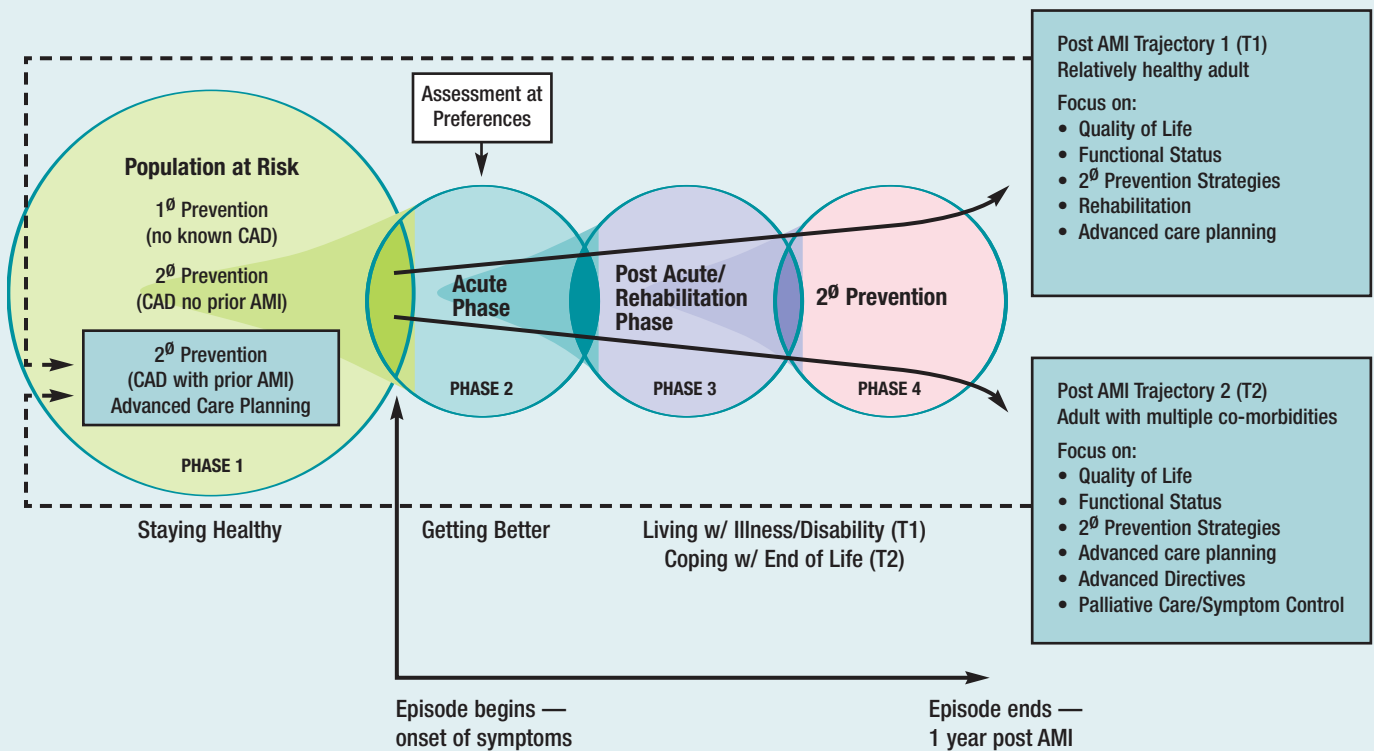 Assessment at
Preferences
Population at Risk
1Ø Prevention
(no known CAD)
2Ø Prevention
(CAD no prior AMI)
2Ø Prevention
(CAD with prior AMI)
Advanced Care Planning
PHASE 1
Acute
Phase
PHASE 2
Post Acute/
Rehabilitation
Phase
PHASE 3
2Ø Prevention
PHASE 4
Staying Healthy
Getting Better
Living w/ Illness/Disability (T1)
Coping w/ End of Life (T2)
Episode begins —
onset of symptoms
Episode ends —
1 year post AMI
Post AMI Trajectory 1 (T1)
Relatively healthy adult
Focus on:
• Quality of Life
• Functional Status
• 2Ø Prevention Strategies
• Rehabilitation
• Advanced care planning
Post AMI Trajectory 2 (T2)
Adult with multiple co-morbidities
Focus on:
• Quality of Life
• Functional Status
• 2Ø Prevention Strategies
• Advanced care planning
• Advanced Directives
• Palliative Care/Symptom Control